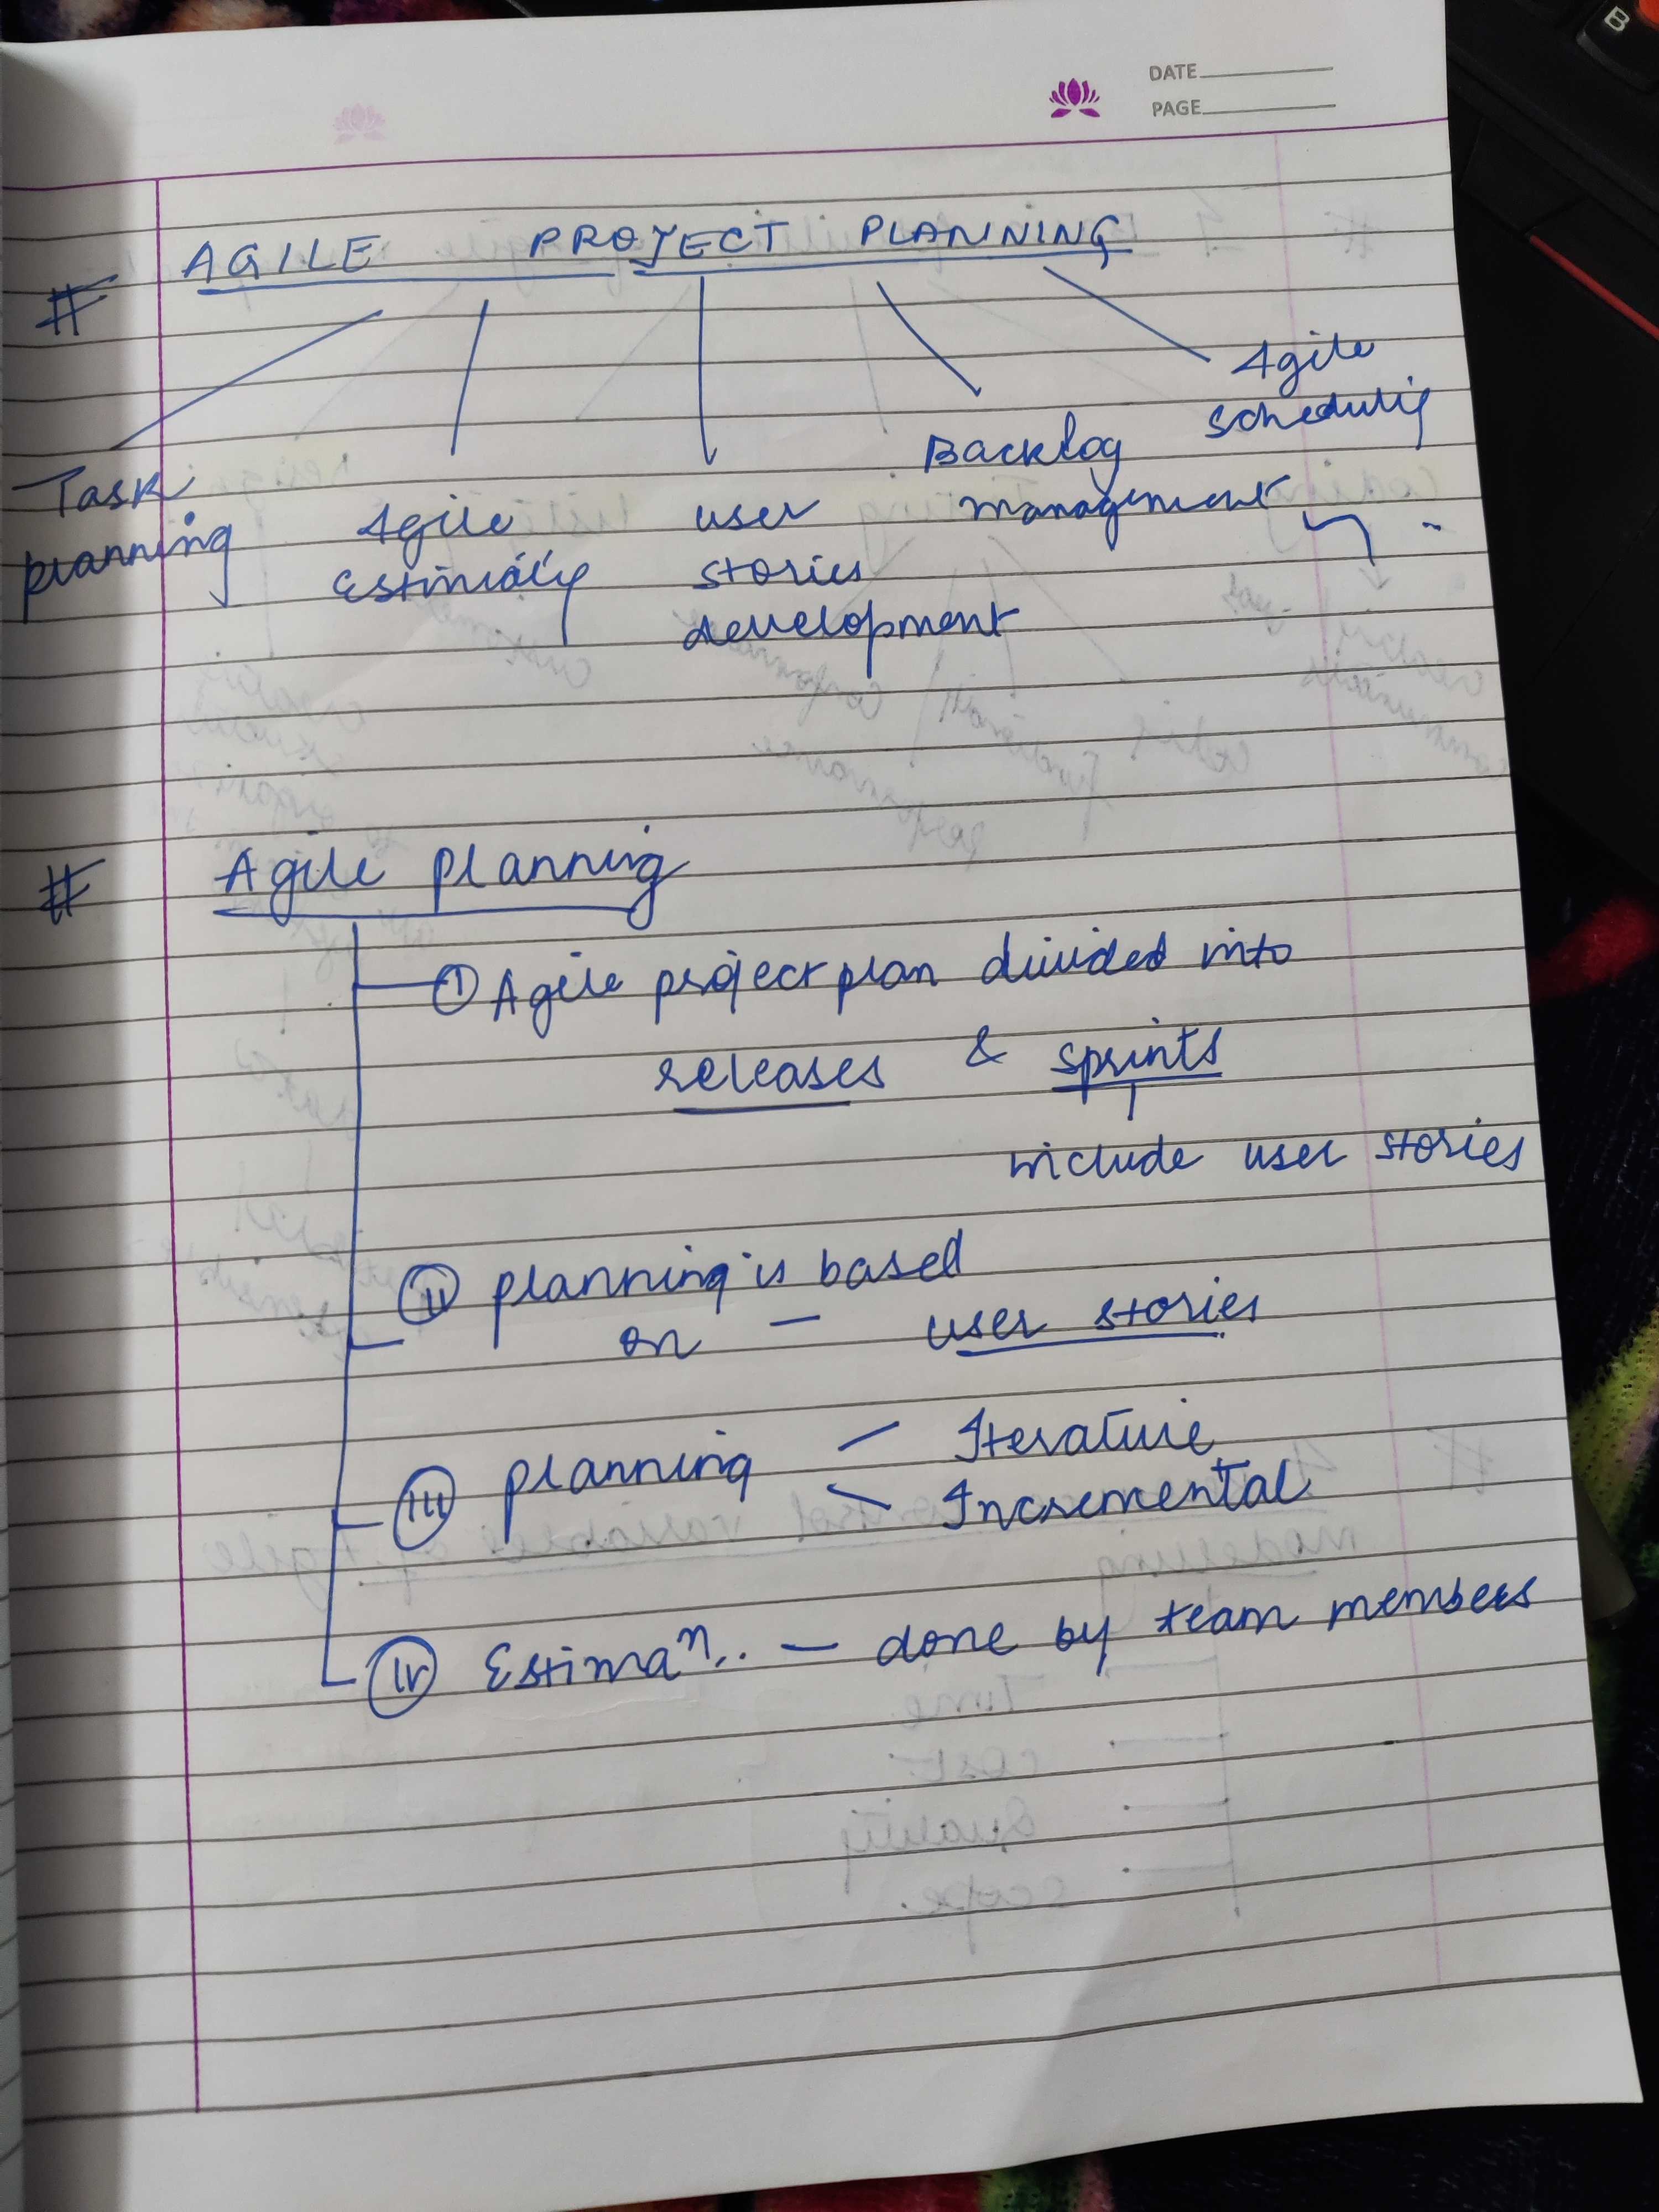 DATE
PAGE
# AGILE PROJECT PLANNING
Task planning
Agile Estimating
user stories development
Backlog management
Agile scheduling
# Agile planning
(I) Agile project plan divided into
releases & sprints
include user stories
(II) planning is based
on — user stories
(III) planning — Iterative
— Incremental
(IV) Estimaⁿ.. — done by team members